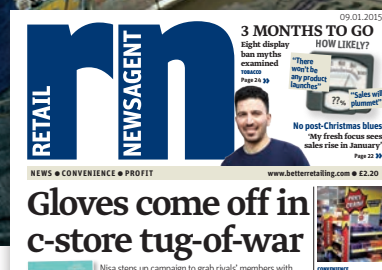 09.01.2015
RETAIL
NEWSAGENT
rn
3 MONTHS TO GO
Eight display
ban myths
examined
TOBACCO
Page 24 »
HOW LIKELY?
"There
won't be
any product
launches"
??%
"Sales will
plummet"
No post-Christmas blues
'My fresh focus sees
sales rise in January'
Page 22 »
NEWS ● CONVENIENCE ● PROFIT
www.betterretailing.com ● £2.20
Gloves come off in
c-store tug-of-war
Nisa steps up campaign to grab rivals' members with
CONVENIENCE